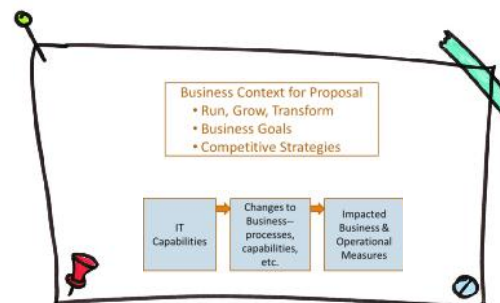 Business Context for Proposal
• Run, Grow, Transform
• Business Goals
• Competitive Strategies
IT
Capabilities
Changes to
Business--
processes,
capabilities,
etc.
Impacted
Business &
Operational
Measures